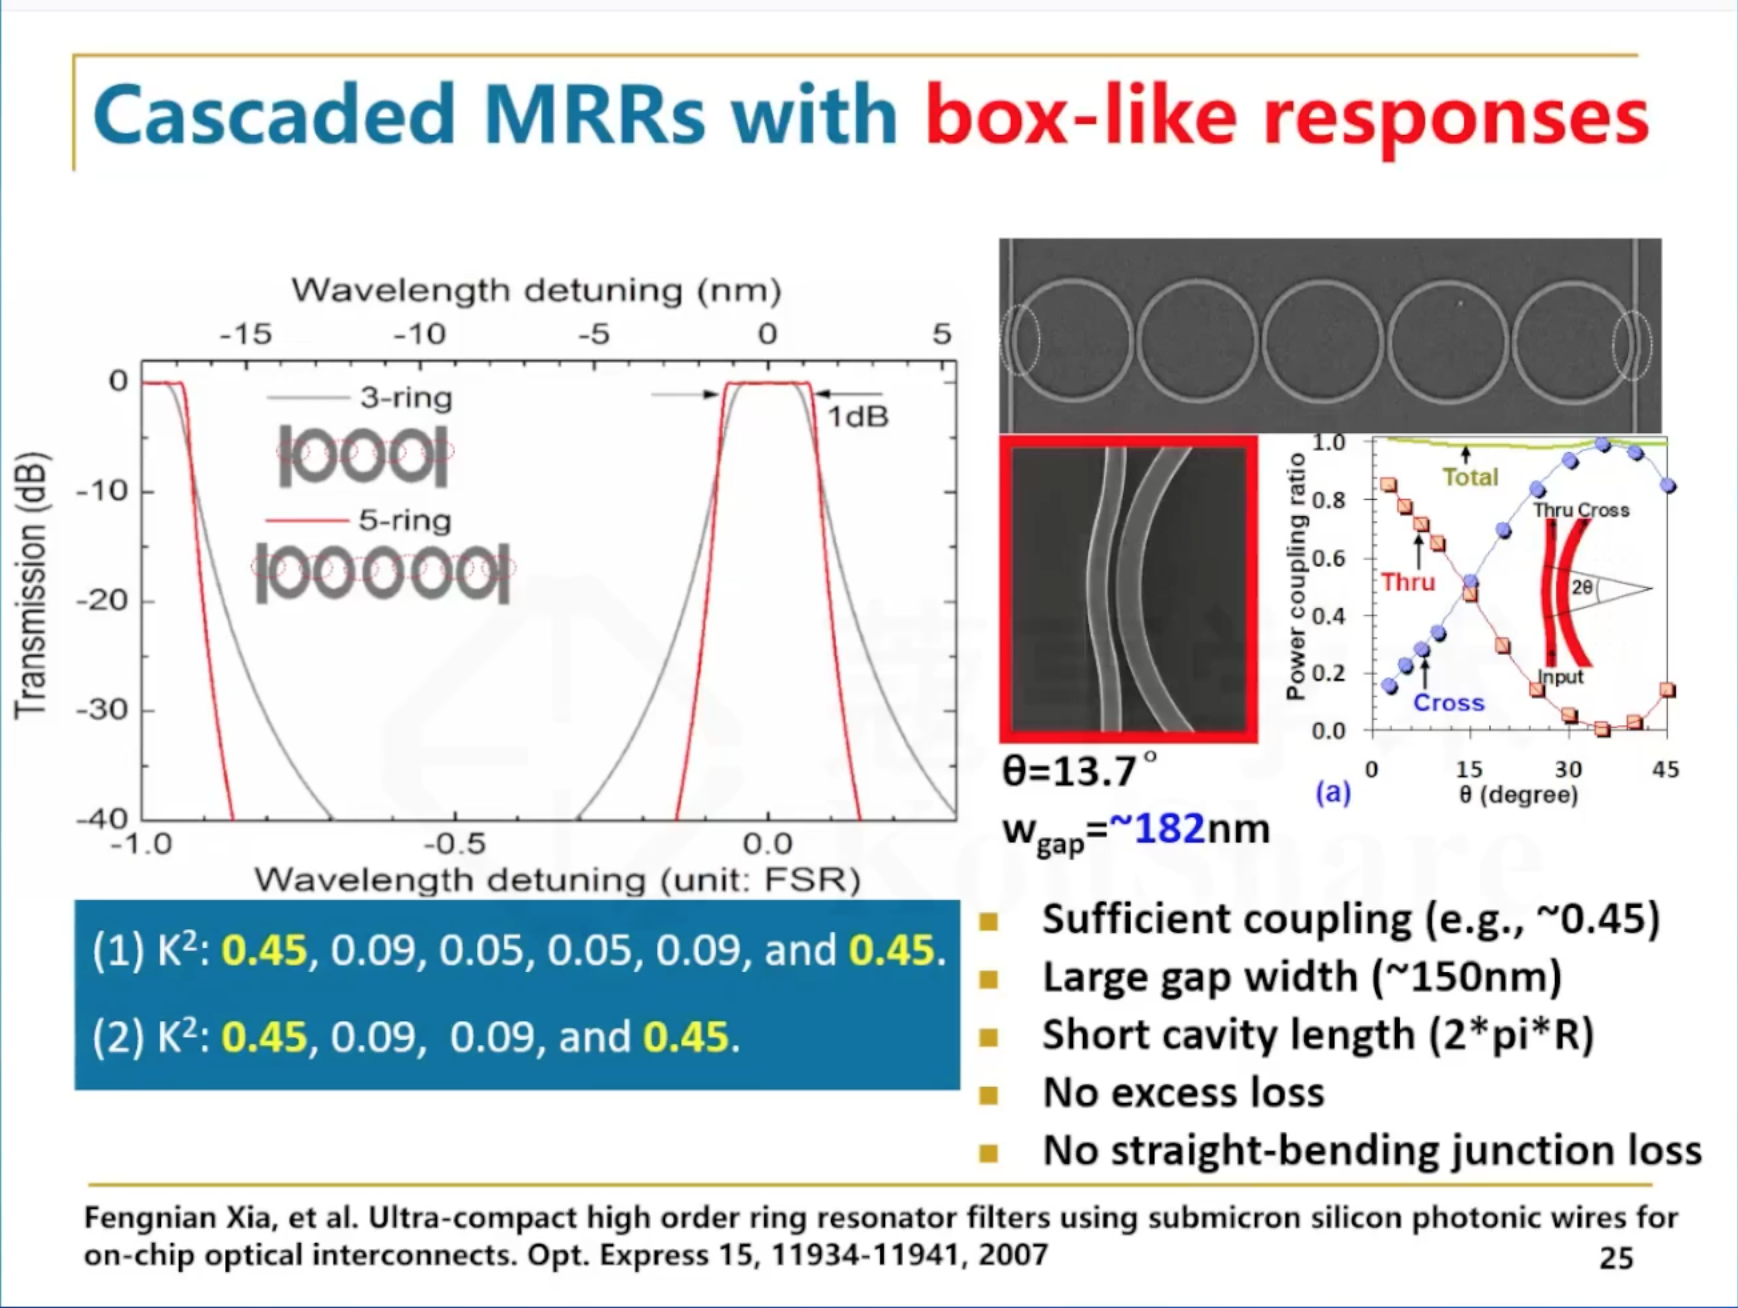 Cascaded MRRs with box-like responses
Wavelength detuning (nm)
-15 -10 -5 0 5
Transmission (dB)
0
-10
-20
-30
-40
3-ring
5-ring
1dB
-1.0 -0.5 0.0
Wavelength detuning (unit: FSR)
(1) K²: 0.45, 0.09, 0.05, 0.05, 0.09, and 0.45.
(2) K²: 0.45, 0.09, 0.09, and 0.45.
θ=13.7°
wgap=~182nm
Power coupling ratio
1.0
0.8
0.6
0.4
0.2
0.0
Total
Thru Cross
Thru
2θ
Input
Cross
0 15 30 45
(a)
θ (degree)
KouShare
Sufficient coupling (e.g., ~0.45)
Large gap width (~150nm)
Short cavity length (2*pi*R)
No excess loss
No straight-bending junction loss
Fengnian Xia, et al. Ultra-compact high order ring resonator filters using submicron silicon photonic wires for
on-chip optical interconnects. Opt. Express 15, 11934-11941, 2007
25